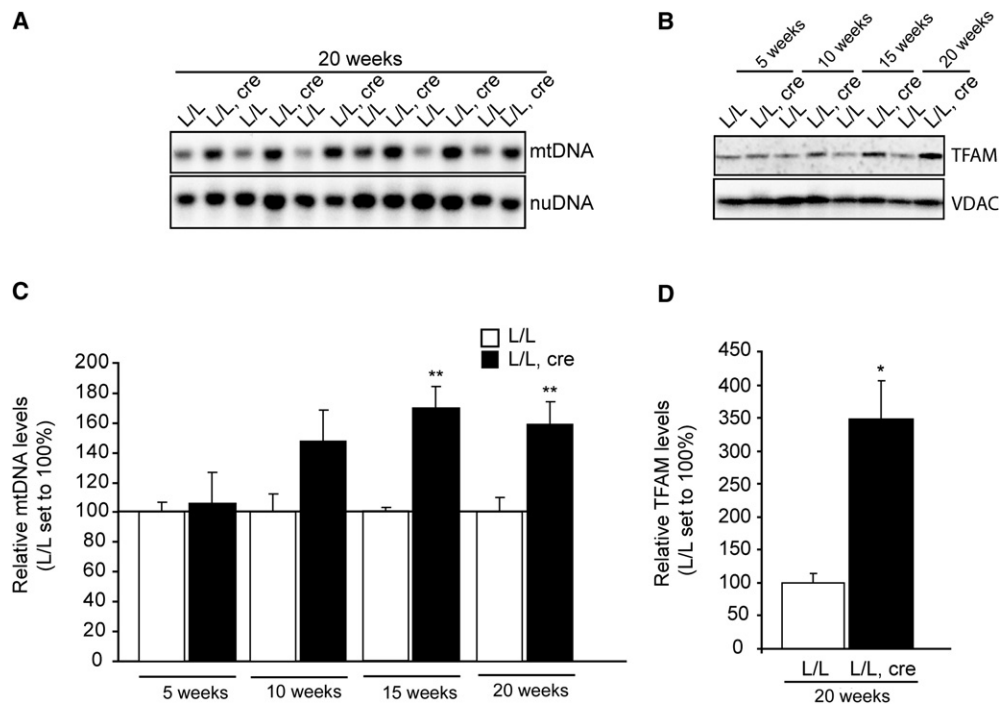 A
20 weeks
L/L L/L, cre L/L L/L, cre L/L L/L, cre L/L L/L, cre L/L L/L, cre L/L L/L, cre
mtDNA
nuDNA
B
5 weeks 10 weeks 15 weeks 20 weeks
L/L L/L, cre L/L L/L, cre L/L L/L, cre L/L L/L, cre
TFAM
VDAC
C
L/L
L/L, cre
Relative mtDNA levels
(L/L set to 100%)
200
180
160
140
120
100
80
60
40
20
0
** **
5 weeks 10 weeks 15 weeks 20 weeks
D
Relative TFAM levels
(L/L set to 100%)
450
400
350
300
250
200
150
100
50
0
*
L/L L/L, cre
20 weeks